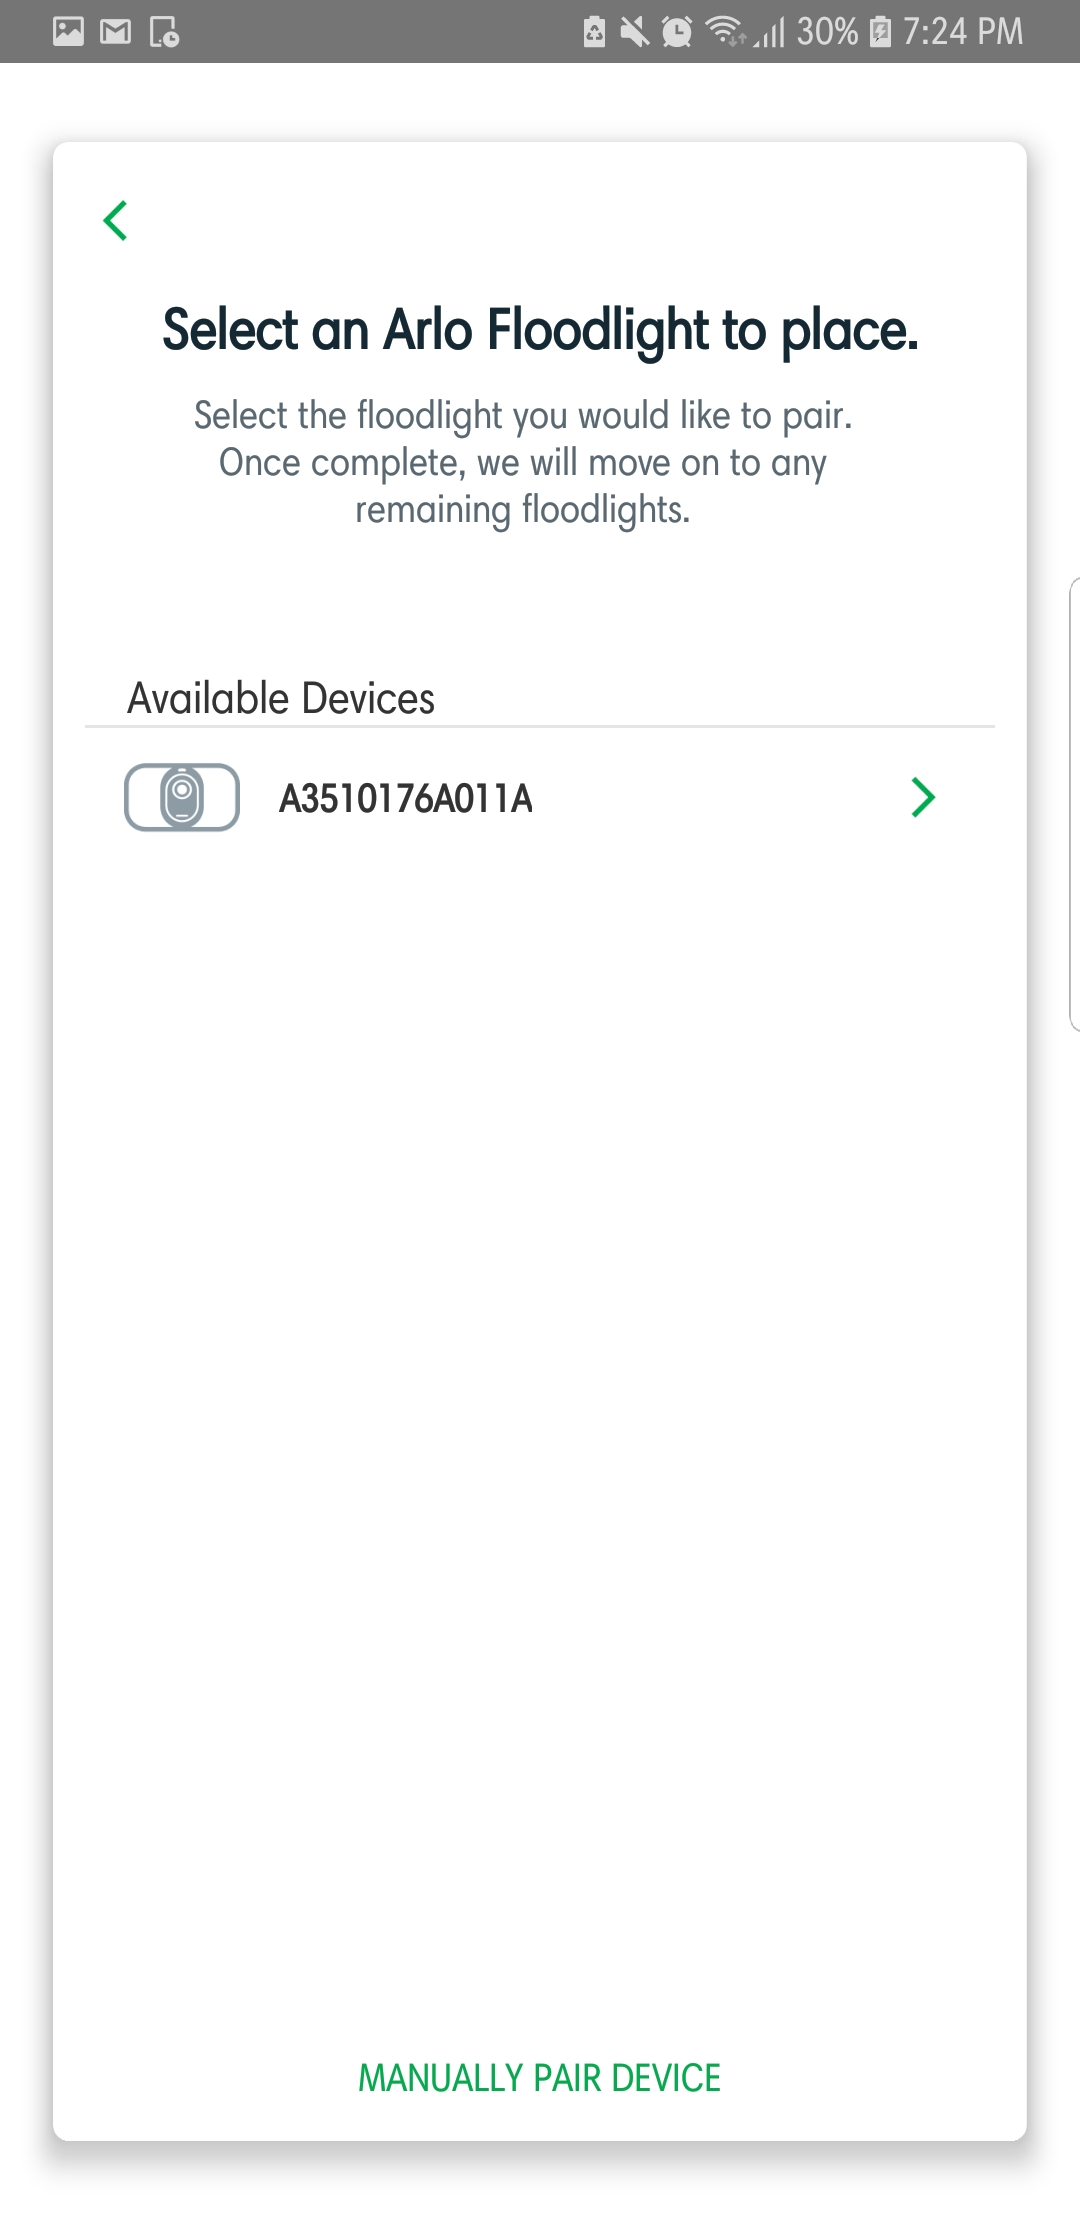 30% 7:24 PM
Select an Arlo Floodlight to place.
Select the floodlight you would like to pair.
Once complete, we will move on to any
remaining floodlights.
Available Devices
A3510176A011A
MANUALLY PAIR DEVICE